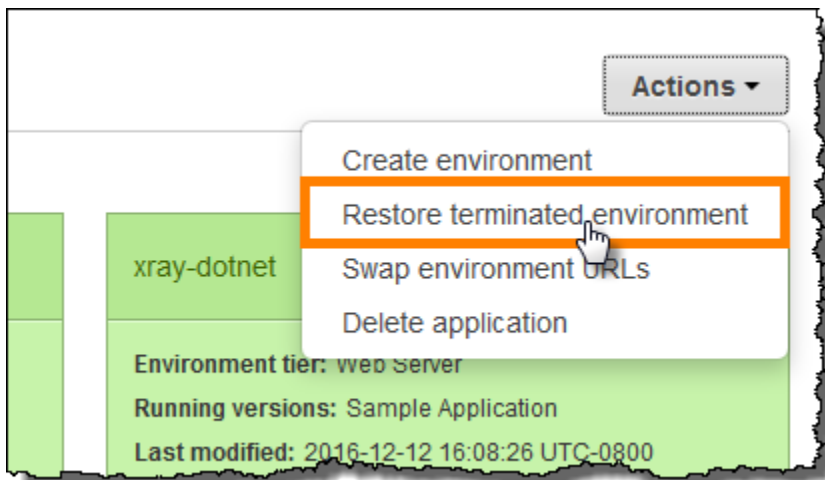 Actions
Create environment
Restore terminated environment
xray-dotnet
Swap environment URLs
Delete application
Environment tier: Web Server
Running versions: Sample Application
Last modified: 2016-12-12 16:08:26 UTC-0800